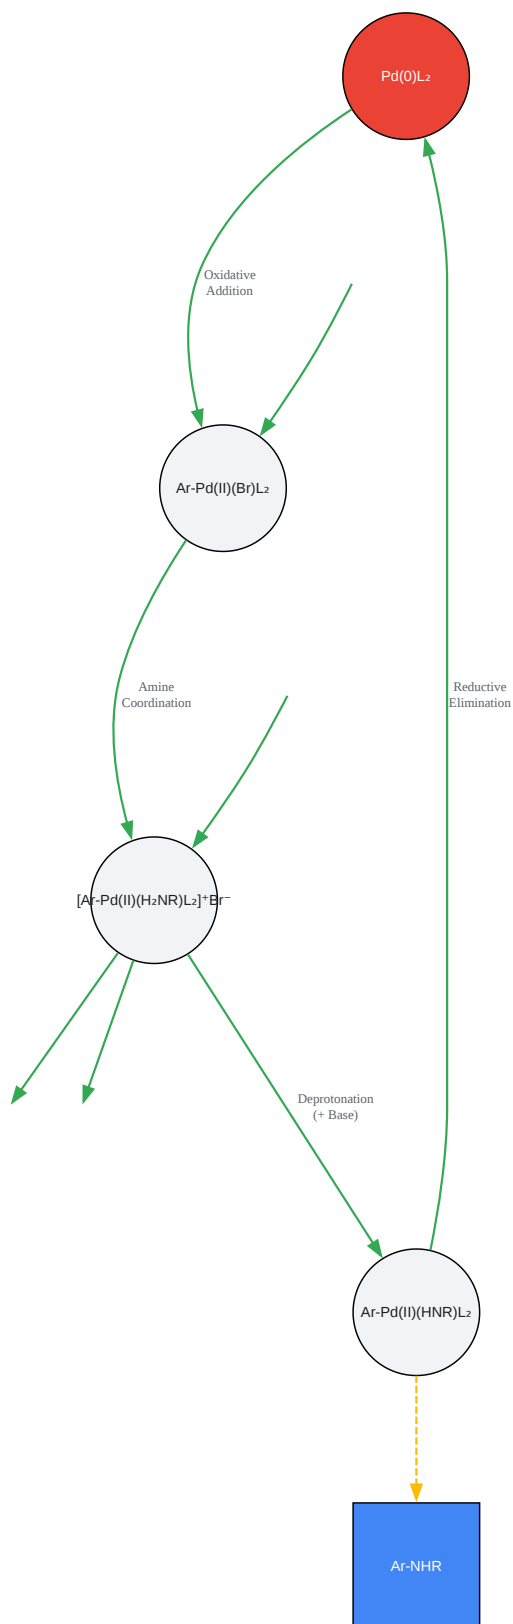 Pd(0)L₂
Oxidative
Addition
Ar-Pd(II)(Br)L₂
Amine
Coordination
Reductive
Elimination
[Ar-Pd(II)(H₂NR)L₂]⁺Br⁻
Deprotonation
(+ Base)
Ar-Pd(II)(HNR)L₂
Ar-NHR